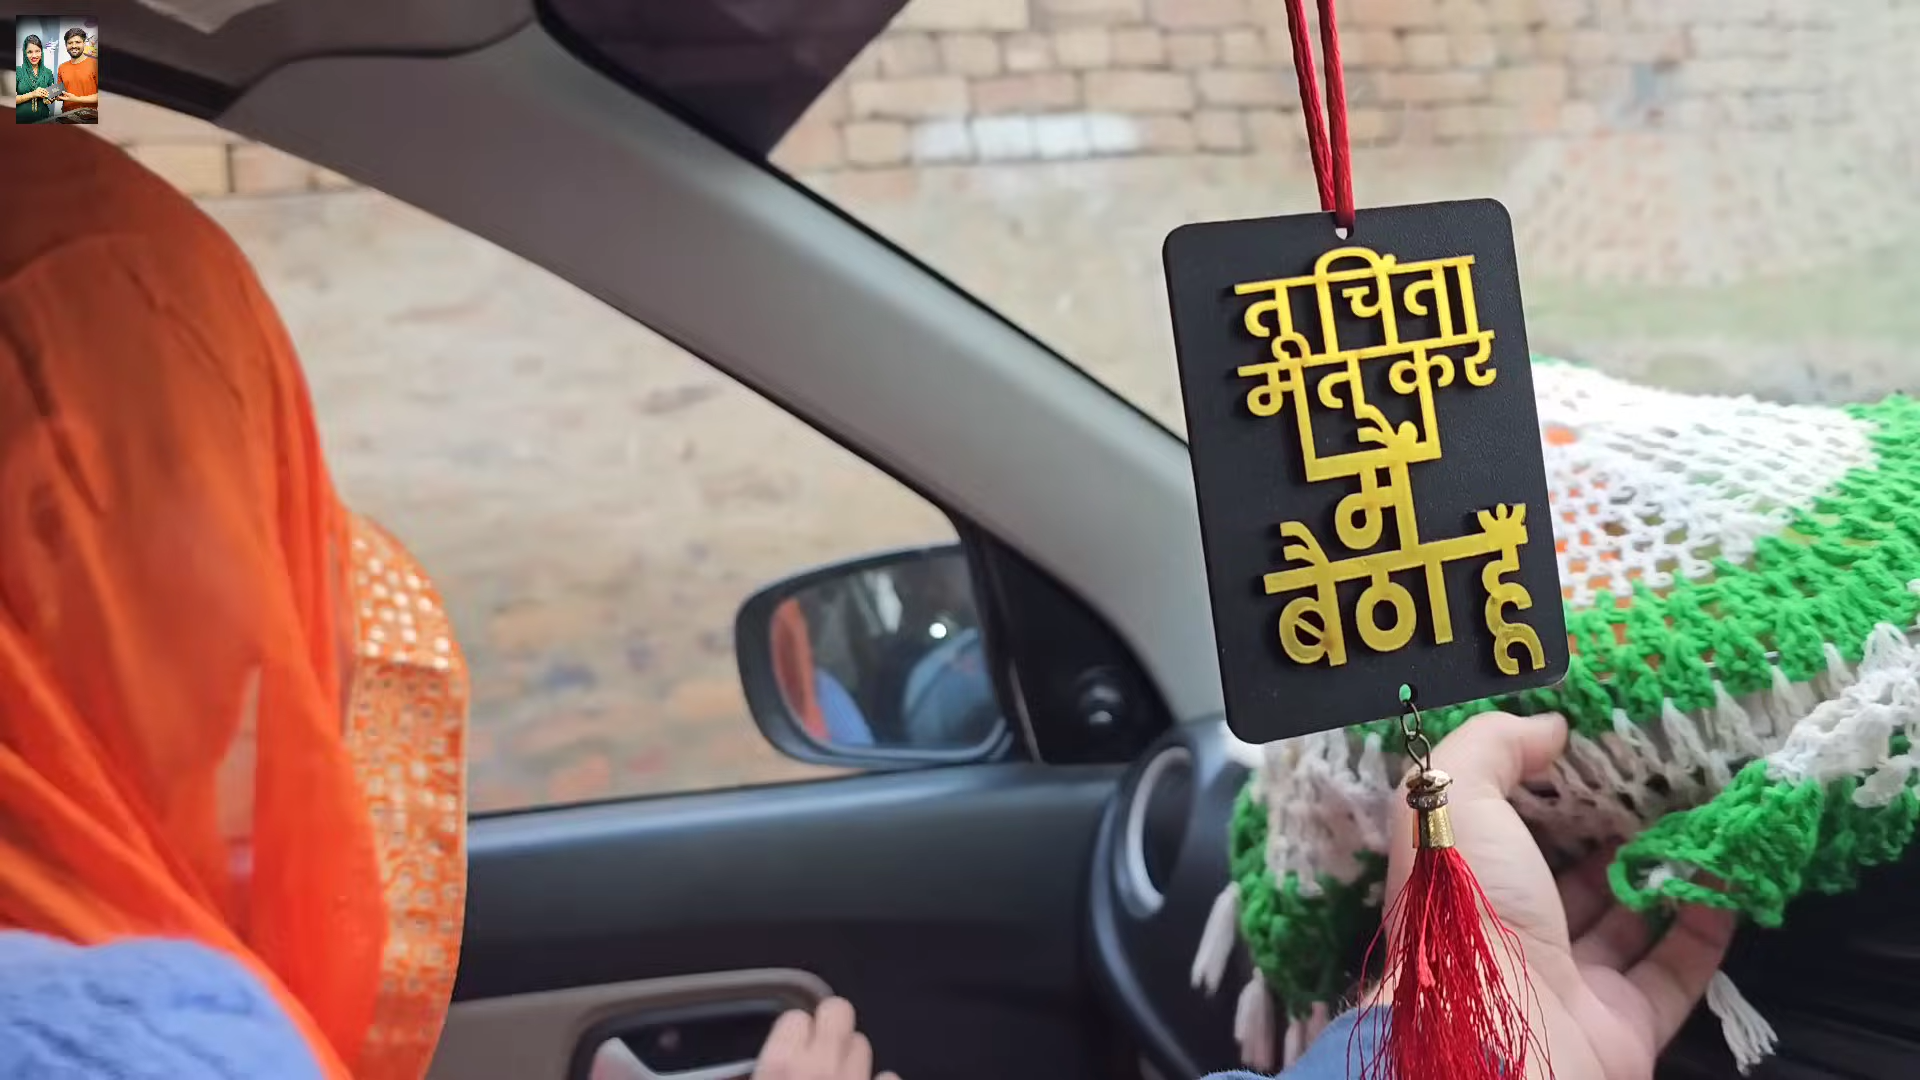 तू चिंता
मत कर
मैं
बैठा हूँ